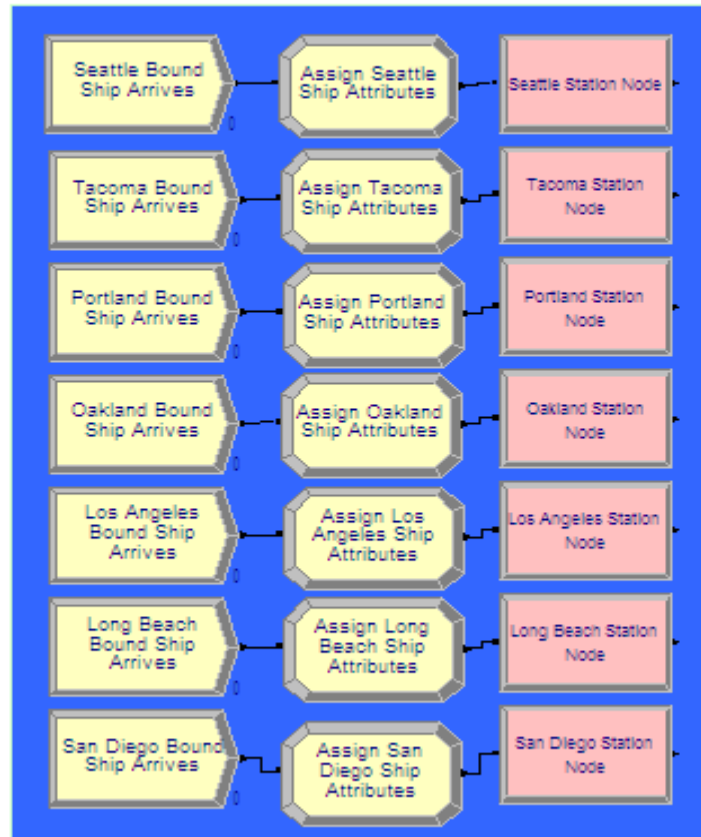 Seattle Bound
Ship Arrives
0
Assign Seattle
Ship Attributes
Seattle Station Node
Tacoma Bound
Ship Arrives
0
Assign Tacoma
Ship Attributes
Tacoma Station
Node
Portland Bound
Ship Arrives
0
Assign Portland
Ship Attributes
Portland Station
Node
Oakland Bound
Ship Arrives
0
Assign Oakland
Ship Attributes
Oakland Station
Node
Los Angeles
Bound Ship
Arrives
0
Assign Los
Angeles Ship
Attributes
Los Angeles Station
Node
Long Beach
Bound Ship
Arrives
0
Assign Long
Beach Ship
Attributes
Long Beach Station
Node
San Diego Bound
Ship Arrives
0
Assign San
Diego Ship
Attributes
San Diego Station
Node